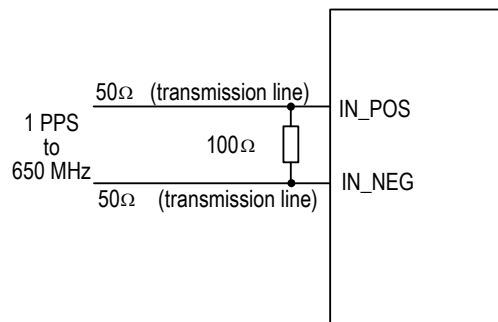 50Ω (transmission line)
IN_POS
1 PPS
to
650 MHz
100Ω
IN_NEG
50Ω (transmission line)